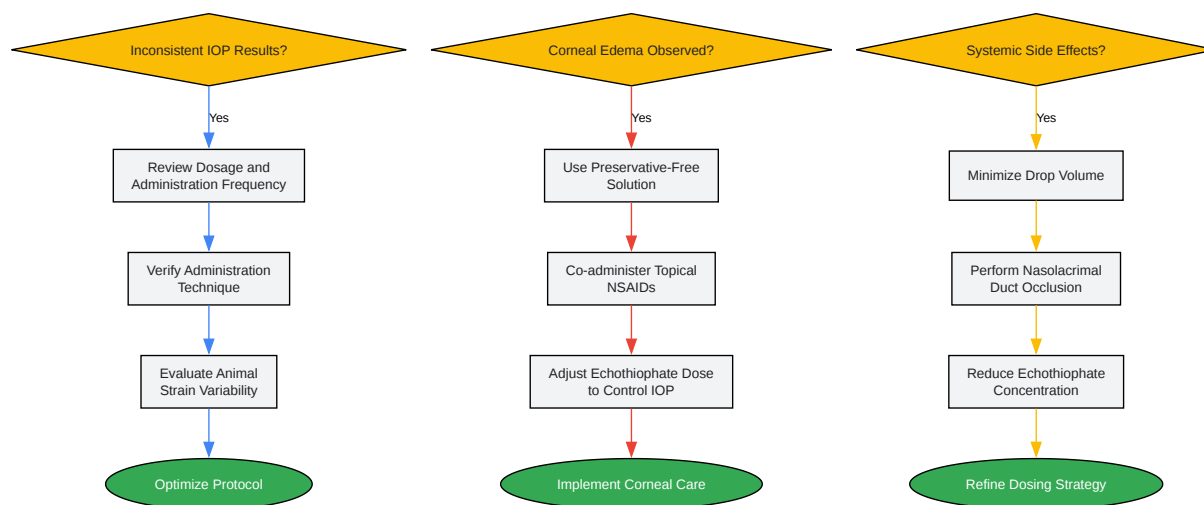 Inconsistent IOP Results?
Yes
Review Dosage and
Administration Frequency
Verify Administration
Technique
Evaluate Animal
Strain Variability
Optimize Protocol
Corneal Edema Observed?
Yes
Use Preservative-Free
Solution
Co-administer Topical
NSAIDs
Adjust Echothiophate Dose
to Control IOP
Implement Corneal Care
Systemic Side Effects?
Yes
Minimize Drop Volume
Perform Nasolacrimal
Duct Occlusion
Reduce Echothiophate
Concentration
Refine Dosing Strategy